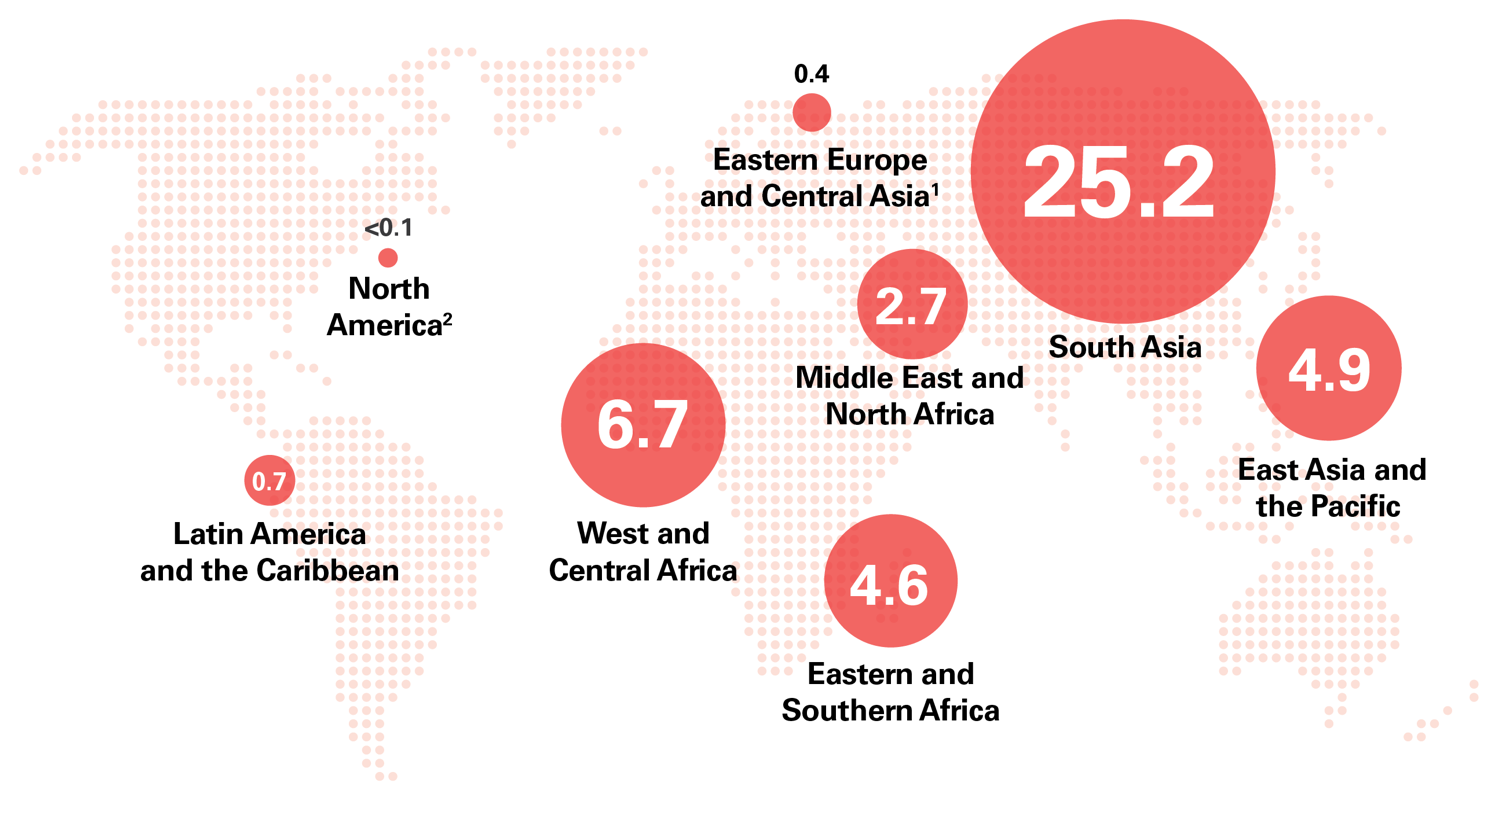 0.4
Eastern Europe
and Central Asia¹
25.2
South Asia
<0.1
North
America²
2.7
Middle East and
North Africa
4.9
East Asia and
the Pacific
6.7
West and
Central Africa
0.7
Latin America
and the Caribbean
4.6
Eastern and
Southern Africa